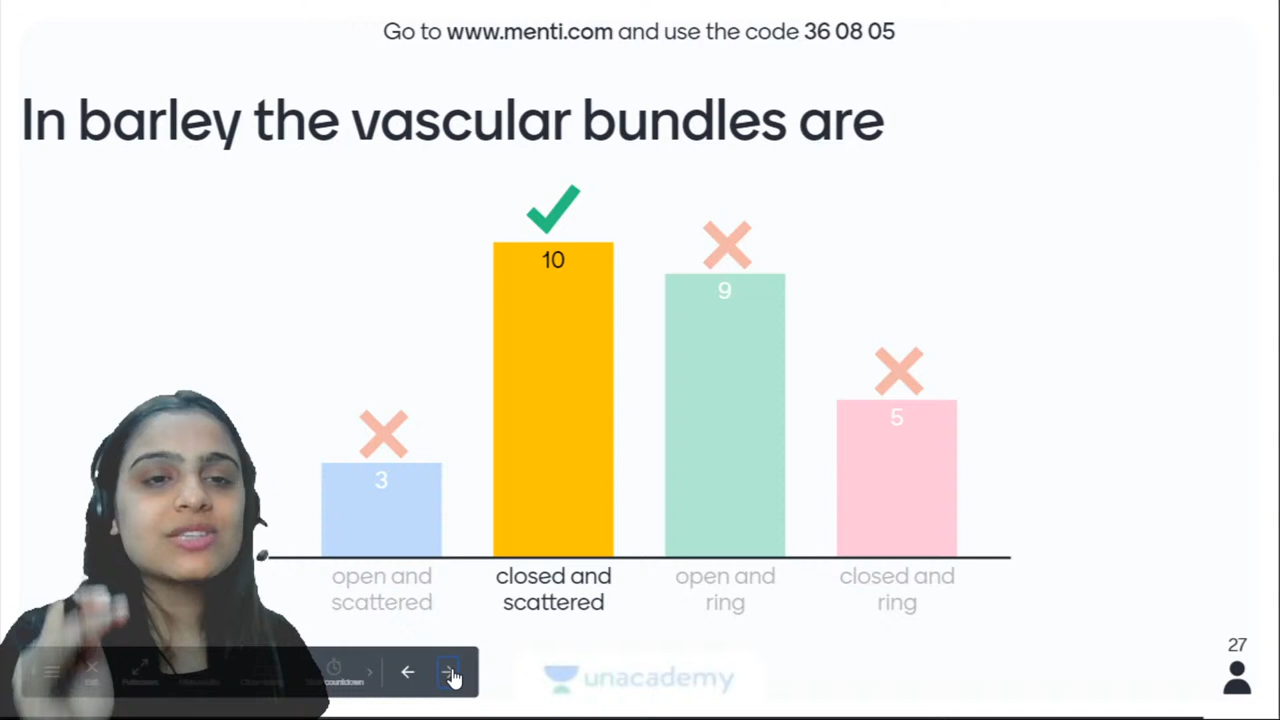 Go to www.menti.com and use the code 36 08 05
In barley the vascular bundles are
10
9
5
3
open and
scattered
closed and
scattered
open and
ring
closed and
ring
27
countdown
unacademy